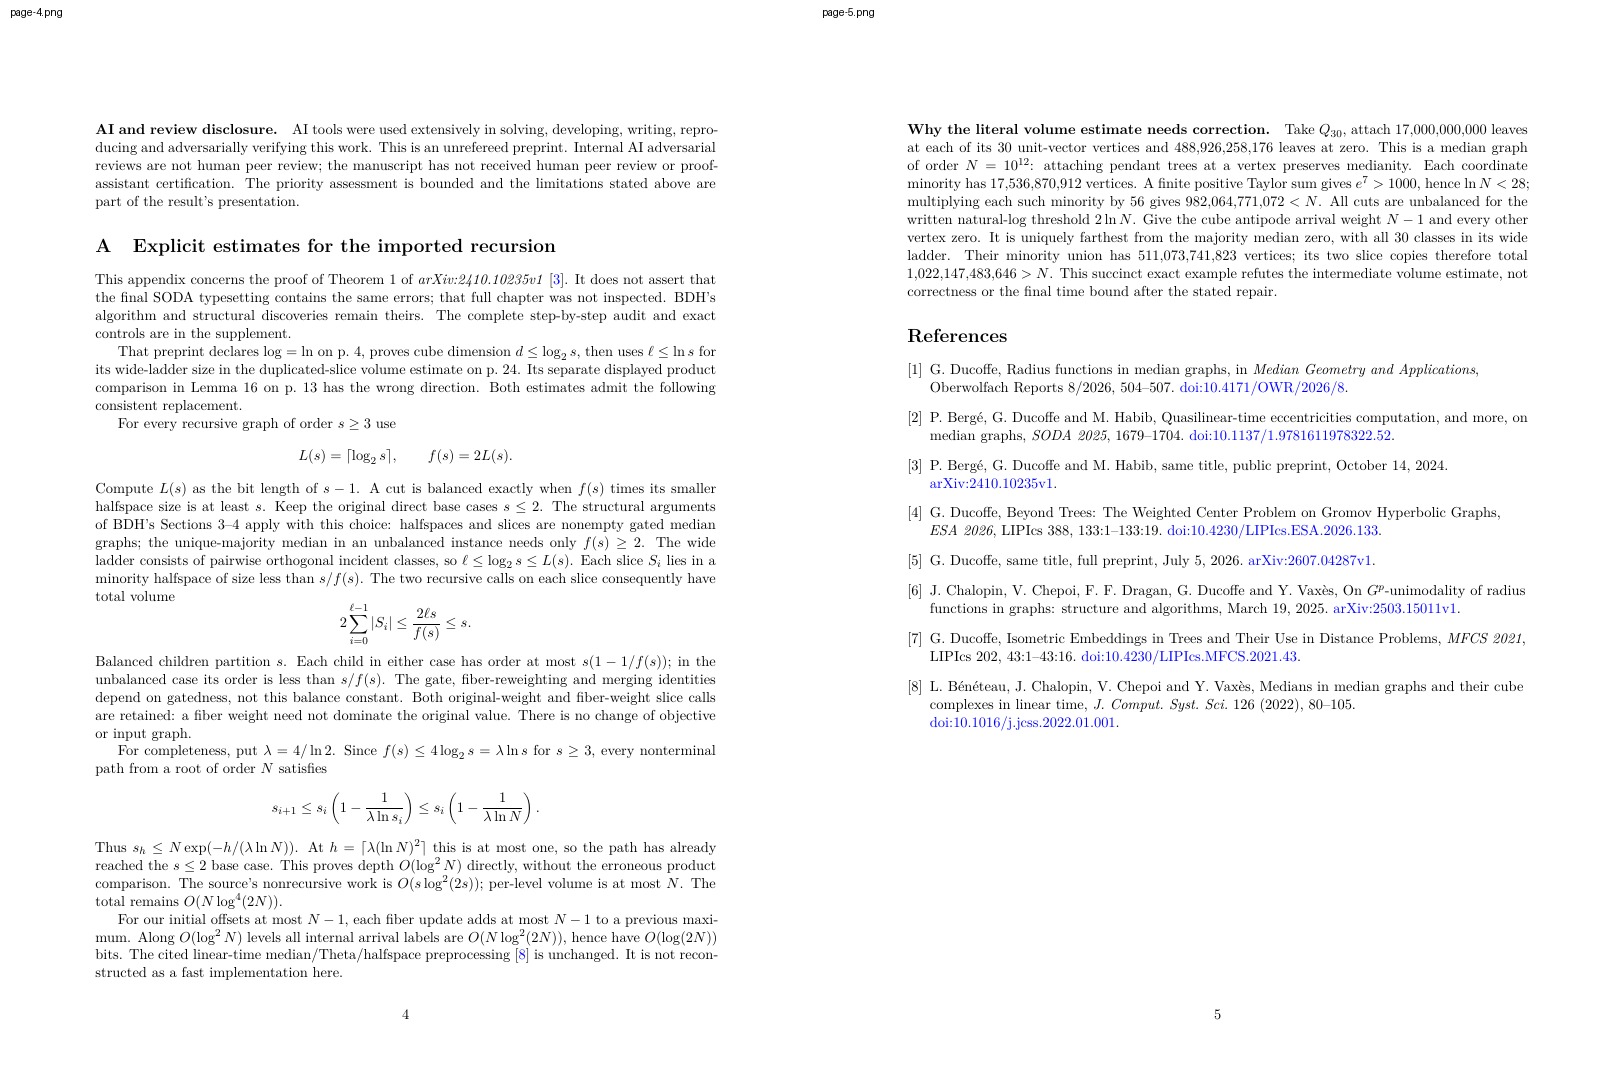 page-4.png
AI and review disclosure. AI tools were used extensively in solving, developing, writing, repro-
ducing and adversarially verifying this work. This is an unrefereed preprint. Internal AI adversarial
reviews are not human peer review; the manuscript has not received human peer review or proof-
assistant certification. The priority assessment is bounded and the limitations stated above are
part of the result's presentation.
A Explicit estimates for the imported recursion
This appendix concerns the proof of Theorem 1 of arXiv:2410.10235v1 [3]. It does not assert that
the final SODA typesetting contains the same errors; that full chapter was not inspected. BDH's
algorithm and structural discoveries remain theirs. The complete step-by-step audit and exact
controls are in the supplement.
That preprint declares log = ln on p. 4, proves cube dimension d ≤ log₂ s, then uses ℓ ≤ ln s for
its wide-ladder size in the duplicated-slice volume estimate on p. 24. Its separate displayed product
comparison in Lemma 16 on p. 13 has the wrong direction. Both estimates admit the following
consistent replacement.
For every recursive graph of order s ≥ 3 use
L(s) = ⌈log₂ s⌉, f(s) = 2L(s).
Compute L(s) as the bit length of s − 1. A cut is balanced exactly when f(s) times its smaller
halfspace size is at least s. Keep the original direct base cases s ≤ 2. The structural arguments
of BDH's Sections 3–4 apply with this choice: halfspaces and slices are nonempty gated median
graphs; the unique-majority median in an unbalanced instance needs only f(s) ≥ 2. The wide
ladder consists of pairwise orthogonal incident classes, so ℓ ≤ log₂ s ≤ L(s). Each slice Sᵢ lies in a
minority halfspace of size less than s/f(s). The two recursive calls on each slice consequently have
total volume
2 ∑_{i=0}^{ℓ−1} |Sᵢ| ≤ 2ℓs / f(s) ≤ s.
Balanced children partition s. Each child in either case has order at most s(1 − 1/f(s)); in the
unbalanced case its order is less than s/f(s). The gate, fiber-reweighting and merging identities
depend on gatedness, not this balance constant. Both original-weight and fiber-weight slice calls
are retained: a fiber weight need not dominate the original value. There is no change of objective
or input graph.
For completeness, put λ = 4/ ln 2. Since f(s) ≤ 4 log₂ s = λ ln s for s ≥ 3, every nonterminal
path from a root of order N satisfies
sᵢ₊₁ ≤ sᵢ (1 − 1/(λ ln sᵢ)) ≤ sᵢ (1 − 1/(λ ln N)).
Thus s_h ≤ N exp(−h/(λ ln N)). At h = ⌈λ(ln N)²⌉ this is at most one, so the path has already
reached the s ≤ 2 base case. This proves depth O(log² N) directly, without the erroneous product
comparison. The source's nonrecursive work is O(s log²(2s)); per-level volume is at most N. The
total remains O(N log⁴(2N)).
For our initial offsets at most N − 1, each fiber update adds at most N − 1 to a previous maxi-
mum. Along O(log² N) levels all internal arrival labels are O(N log²(2N)), hence have O(log(2N))
bits. The cited linear-time median/Theta/halfspace preprocessing [8] is unchanged. It is not recon-
structed as a fast implementation here.
4
page-5.png
Why the literal volume estimate needs correction. Take Q₃₀, attach 17,000,000,000 leaves
at each of its 30 unit-vector vertices and 488,926,258,176 leaves at zero. This is a median graph
of order N = 10¹²: attaching pendant trees at a vertex preserves medianity. Each coordinate
minority has 17,536,870,912 vertices. A finite positive Taylor sum gives e⁷ > 1000, hence ln N < 28;
multiplying each such minority by 56 gives 982,064,771,072 < N. All cuts are unbalanced for the
written natural-log threshold 2 ln N. Give the cube antipode arrival weight N − 1 and every other
vertex zero. It is uniquely farthest from the majority median zero, with all 30 classes in its wide
ladder. Their minority union has 511,073,741,823 vertices; its two slice copies therefore total
1,022,147,483,646 > N. This succinct exact example refutes the intermediate volume estimate, not
correctness or the final time bound after the stated repair.
References
[1] G. Ducoffe, Radius functions in median graphs, in Median Geometry and Applications,
Oberwolfach Reports 8/2026, 504–507. doi:10.4171/OWR/2026/8.
[2] P. Bergé, G. Ducoffe and M. Habib, Quasilinear-time eccentricities computation, and more, on
median graphs, SODA 2025, 1679–1704. doi:10.1137/1.9781611978322.52.
[3] P. Bergé, G. Ducoffe and M. Habib, same title, public preprint, October 14, 2024.
arXiv:2410.10235v1.
[4] G. Ducoffe, Beyond Trees: The Weighted Center Problem on Gromov Hyperbolic Graphs,
ESA 2026, LIPIcs 388, 133:1–133:19. doi:10.4230/LIPIcs.ESA.2026.133.
[5] G. Ducoffe, same title, full preprint, July 5, 2026. arXiv:2607.04287v1.
[6] J. Chalopin, V. Chepoi, F. F. Dragan, G. Ducoffe and Y. Vaxès, On Gᵖ-unimodality of radius
functions in graphs: structure and algorithms, March 19, 2025. arXiv:2503.15011v1.
[7] G. Ducoffe, Isometric Embeddings in Trees and Their Use in Distance Problems, MFCS 2021,
LIPIcs 202, 43:1–43:16. doi:10.4230/LIPIcs.MFCS.2021.43.
[8] L. Bénéteau, J. Chalopin, V. Chepoi and Y. Vaxès, Medians in median graphs and their cube
complexes in linear time, J. Comput. Syst. Sci. 126 (2022), 80–105.
doi:10.1016/j.jcss.2022.01.001.
5